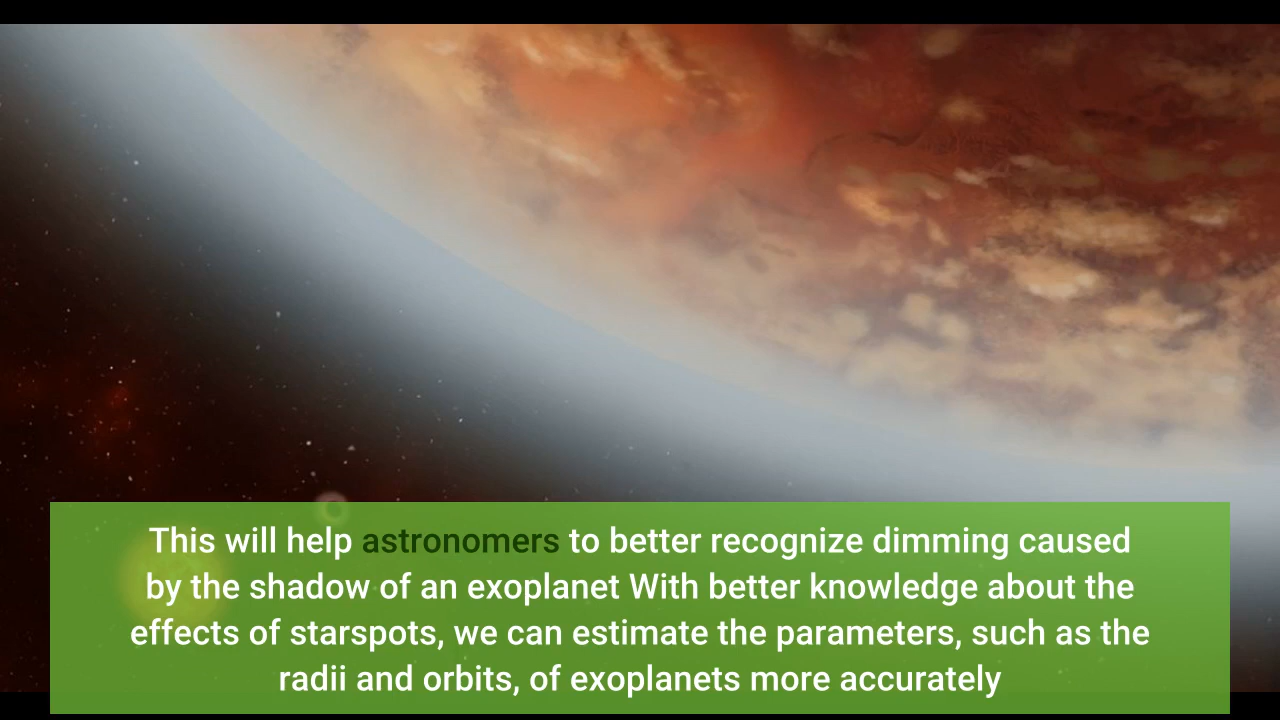 This will help astronomers to better recognize dimming caused
by the shadow of an exoplanet With better knowledge about the
effects of starspots, we can estimate the parameters, such as the
radii and orbits, of exoplanets more accurately